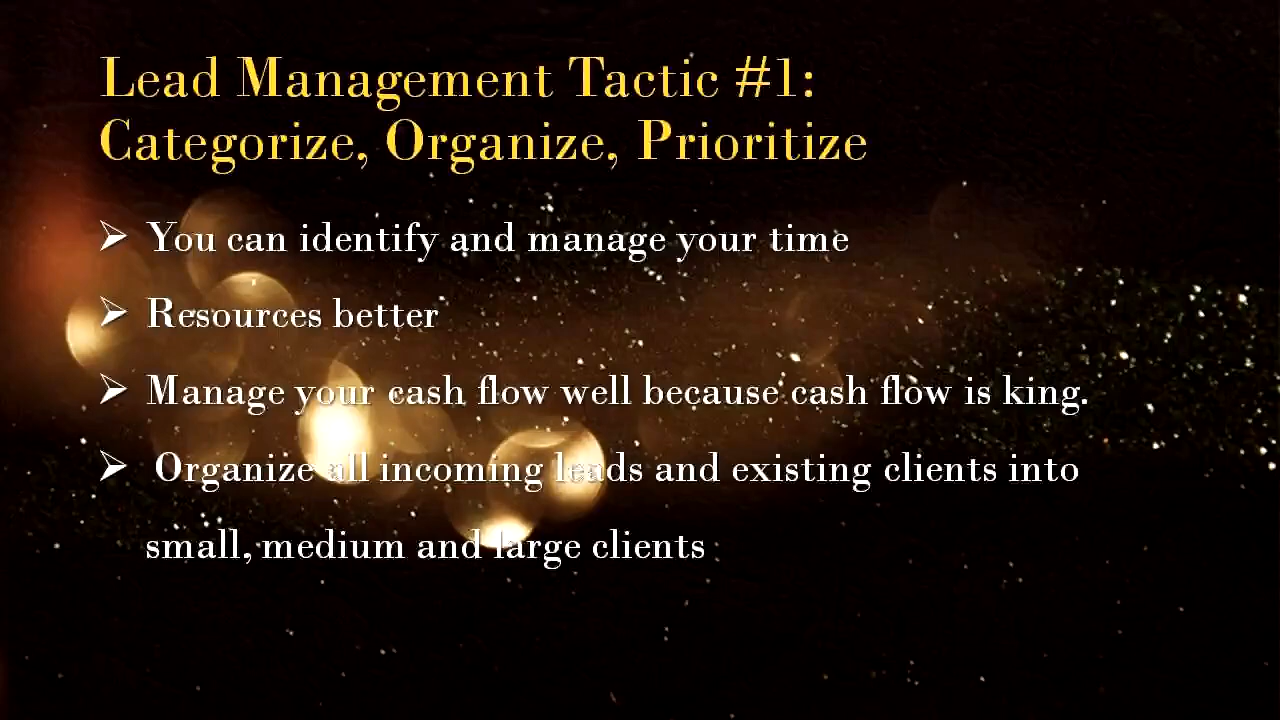 Lead Management Tactic #1:
Categorize, Organize, Prioritize
You can identify and manage your time
Resources better
Manage your cash flow well because cash flow is king.
Organize all incoming leads and existing clients into
small, medium and large clients